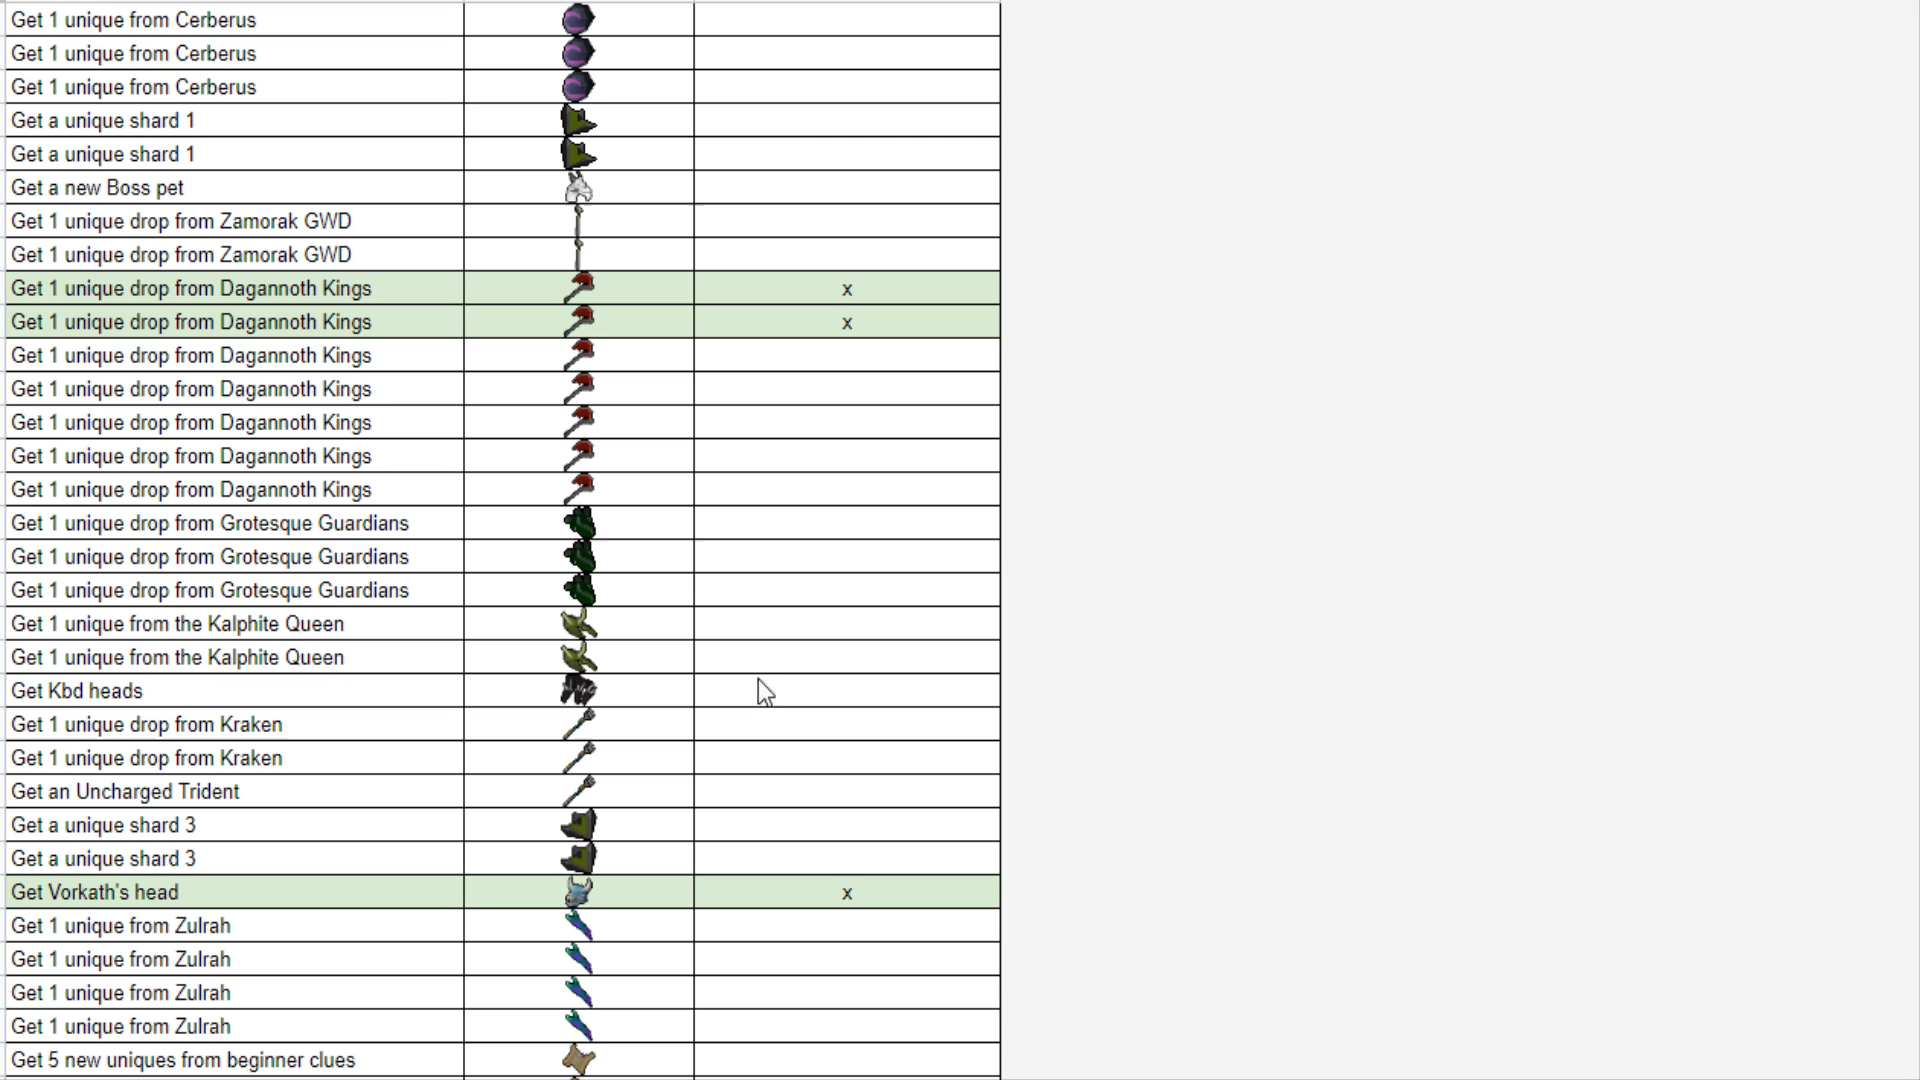 Get 1 unique from Cerberus
Get 1 unique from Cerberus
Get 1 unique from Cerberus
Get a unique shard 1
Get a unique shard 1
Get a new Boss pet
Get 1 unique drop from Zamorak GWD
Get 1 unique drop from Zamorak GWD
Get 1 unique drop from Dagannoth Kings x
Get 1 unique drop from Dagannoth Kings x
Get 1 unique drop from Dagannoth Kings
Get 1 unique drop from Dagannoth Kings
Get 1 unique drop from Dagannoth Kings
Get 1 unique drop from Dagannoth Kings
Get 1 unique drop from Dagannoth Kings
Get 1 unique drop from Grotesque Guardians
Get 1 unique drop from Grotesque Guardians
Get 1 unique drop from Grotesque Guardians
Get 1 unique from the Kalphite Queen
Get 1 unique from the Kalphite Queen
Get Kbd heads
Get 1 unique drop from Kraken
Get 1 unique drop from Kraken
Get an Uncharged Trident
Get a unique shard 3
Get a unique shard 3
Get Vorkath's head x
Get 1 unique from Zulrah
Get 1 unique from Zulrah
Get 1 unique from Zulrah
Get 1 unique from Zulrah
Get 5 new uniques from beginner clues